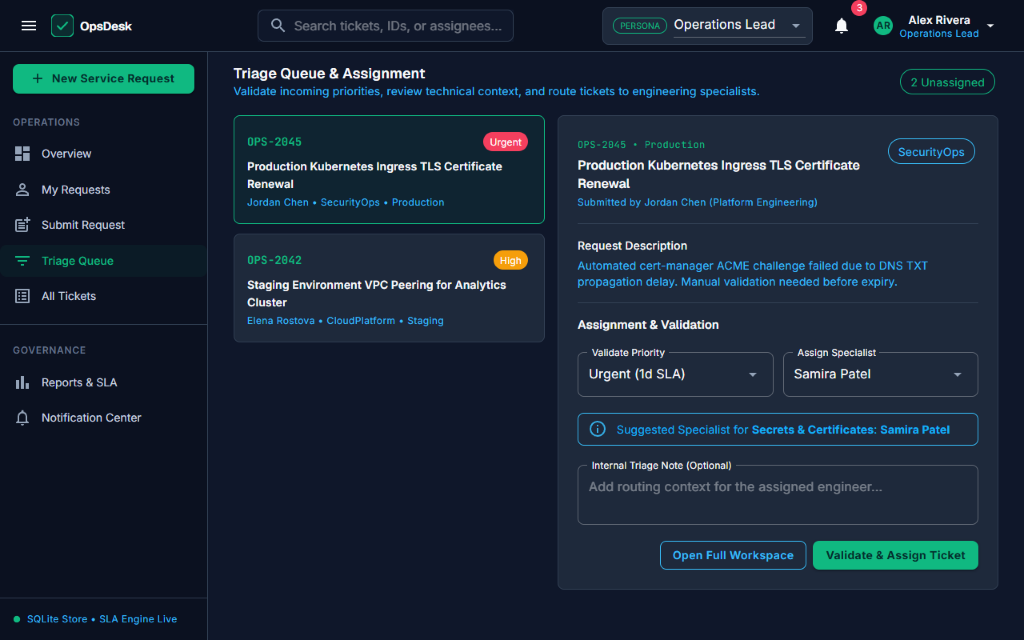 OpsDesk
Search tickets, IDs, or assignees...
PERSONA
Operations Lead
3
AR
Alex Rivera
Operations Lead
+ New Service Request
OPERATIONS
Overview
My Requests
Submit Request
Triage Queue
All Tickets
GOVERNANCE
Reports & SLA
Notification Center
SQLite Store • SLA Engine Live
Triage Queue & Assignment
Validate incoming priorities, review technical context, and route tickets to engineering specialists.
2 Unassigned
OPS-2045
Urgent
Production Kubernetes Ingress TLS Certificate
Renewal
Jordan Chen • SecurityOps • Production
OPS-2042
High
Staging Environment VPC Peering for Analytics
Cluster
Elena Rostova • CloudPlatform • Staging
OPS-2045 • Production
Production Kubernetes Ingress TLS Certificate
Renewal
SecurityOps
Submitted by Jordan Chen (Platform Engineering)
Request Description
Automated cert-manager ACME challenge failed due to DNS TXT
propagation delay. Manual validation needed before expiry.
Assignment & Validation
Validate Priority
Urgent (1d SLA)
Assign Specialist
Samira Patel
Suggested Specialist for Secrets & Certificates: Samira Patel
Internal Triage Note (Optional)
Add routing context for the assigned engineer...
Open Full Workspace
Validate & Assign Ticket